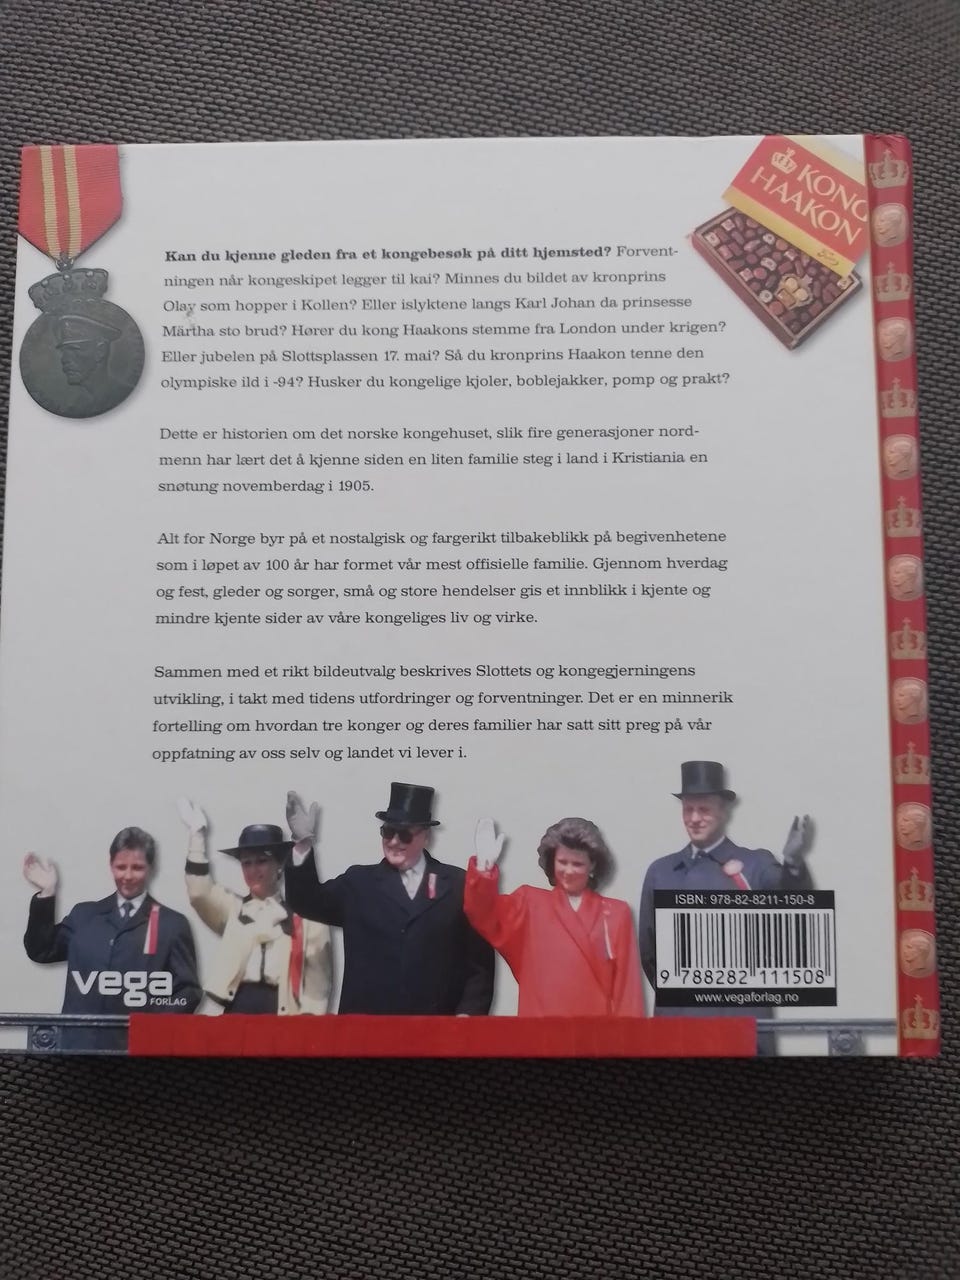 KONG
HAAKON
Kan du kjenne gleden fra et kongebesøk på ditt hjemsted? Forvent-
ningen når kongeskipet legger til kai? Minnes du bildet av kronprins
Olav som hopper i Kollen? Eller islyktene langs Karl Johan da prinsesse
Märtha sto brud? Hører du kong Haakons stemme fra London under krigen?
Eller jubelen på Slottsplassen 17. mai? Så du kronprins Haakon tenne den
olympiske ild i -94? Husker du kongelige kjoler, boblejakker, pomp og prakt?
Dette er historien om det norske kongehuset, slik fire generasjoner nord-
menn har lært det å kjenne siden en liten familie steg i land i Kristiania en
snøtung novemberdag i 1905.
Alt for Norge byr på et nostalgisk og fargerikt tilbakeblikk på begivenhetene
som i løpet av 100 år har formet vår mest offisielle familie. Gjennom hverdag
og fest, gleder og sorger, små og store hendelser gis et innblikk i kjente og
mindre kjente sider av våre kongeliges liv og virke.
Sammen med et rikt bildeutvalg beskrives Slottets og kongegjerningens
utvikling, i takt med tidens utfordringer og forventninger. Det er en minnerik
fortelling om hvordan tre konger og deres familier har satt sitt preg på vår
oppfatning av oss selv og landet vi lever i.
vega
FORLAG
ISBN: 978-82-8211-150-8
9 788282 111508
www.vegaforlag.no